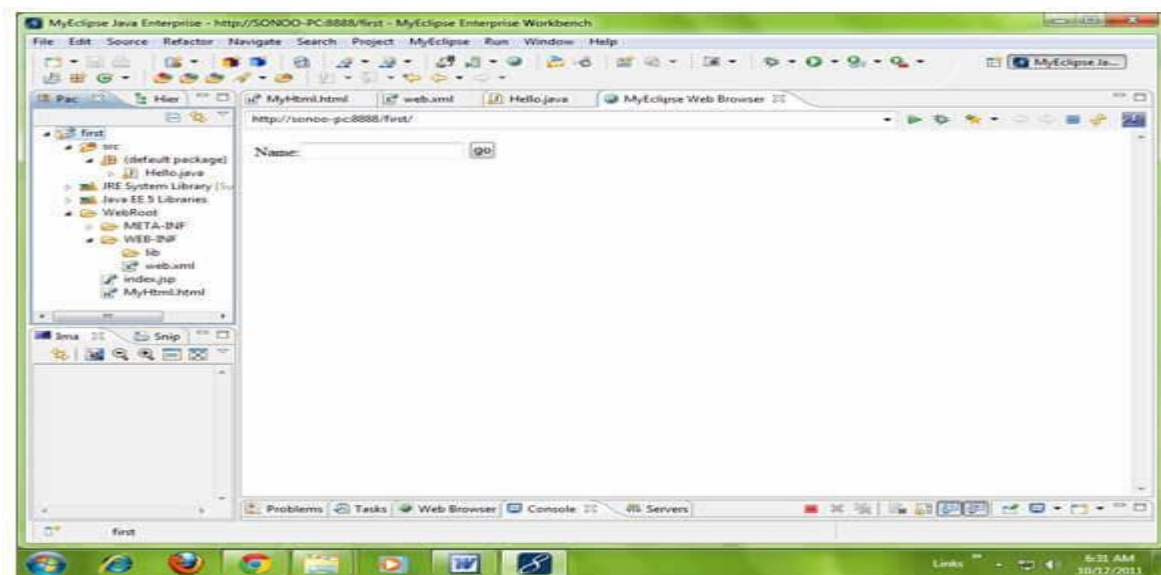 MyEclipse Java Enterprise - http://SONOO-PC:8888/first - MyEclipse Enterprise Workbench
File Edit Source Refactor Navigate Search Project MyEclipse Run Window Help
MyEclipse Ja...
Pac
Hier
MyHtml.html
web.xml
Hello.java
MyEclipse Web Browser
http://sonoo-pc:8888/first/
first
src
(default package)
Hello.java
JRE System Library [Su
Java EE 5 Libraries
WebRoot
META-INF
WEB-INF
lib
web.xml
index.jsp
MyHtml.html
Name:
go
Ima
Snip
Problems Tasks Web Browser Console Servers
first
Links
6:31 AM
10/12/2011